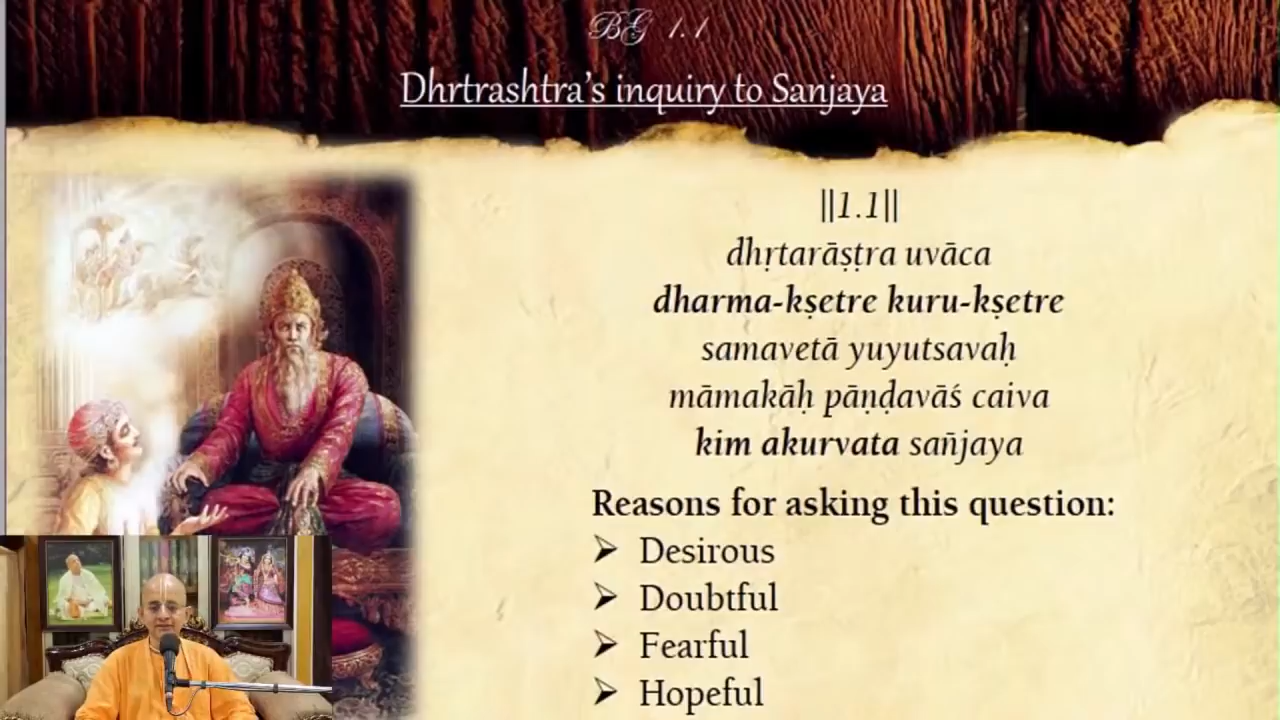 BG 1.1
Dhrtrashtra's inquiry to Sanjaya
||1.1||
dhṛtarāṣṭra uvāca
dharma-kṣetre kuru-kṣetre
samavetā yuyutsavaḥ
māmakāḥ pāṇḍavāś caiva
kim akurvata sañjaya
Reasons for asking this question:
➢ Desirous
➢ Doubtful
➢ Fearful
➢ Hopeful